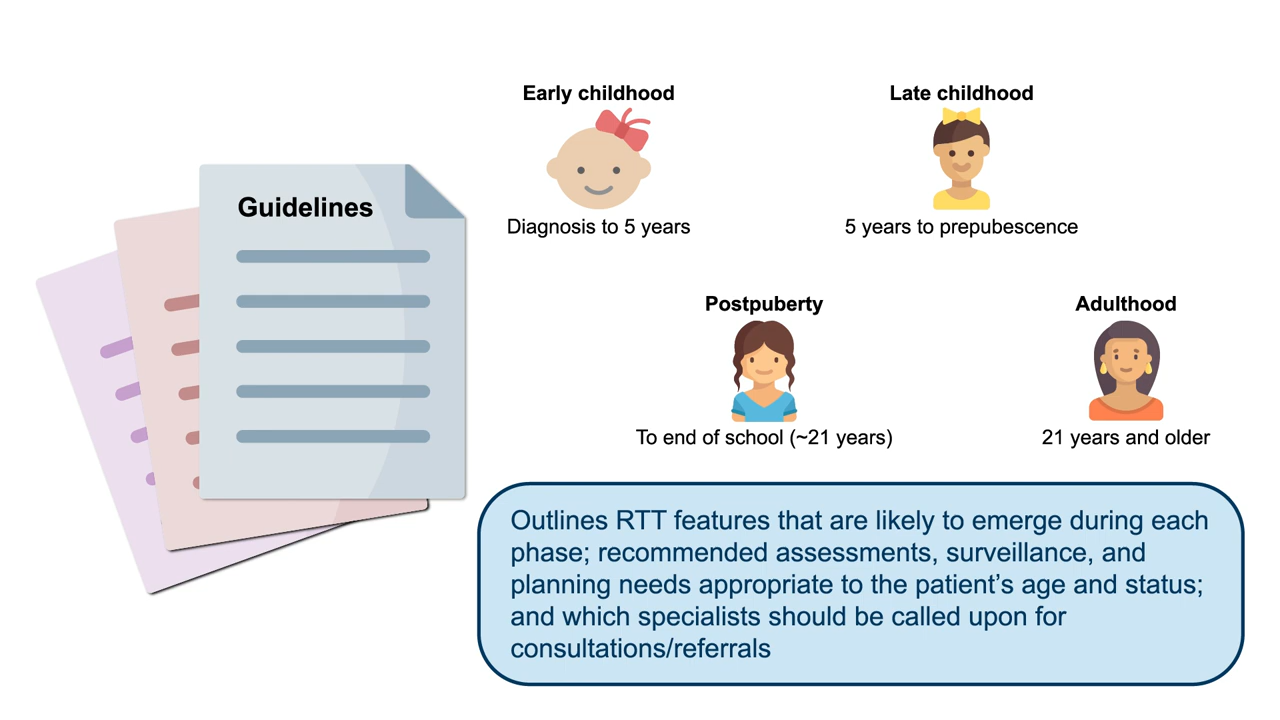 Guidelines
Early childhood
Diagnosis to 5 years
Late childhood
5 years to prepubescence
Postpuberty
To end of school (~21 years)
Adulthood
21 years and older
Outlines RTT features that are likely to emerge during each
phase; recommended assessments, surveillance, and
planning needs appropriate to the patient’s age and status;
and which specialists should be called upon for
consultations/referrals